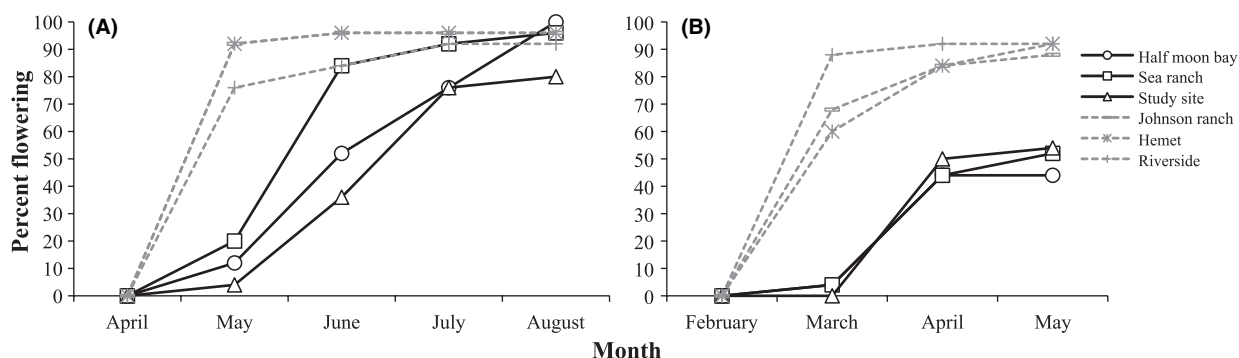 (A)
(B)
Percent flowering
100
90
80
70
60
50
40
30
20
10
0
April May June July August
100
90
80
70
60
50
40
30
20
10
0
February March April May
Month
Half moon bay
Sea ranch
Study site
Johnson ranch
Hemet
Riverside